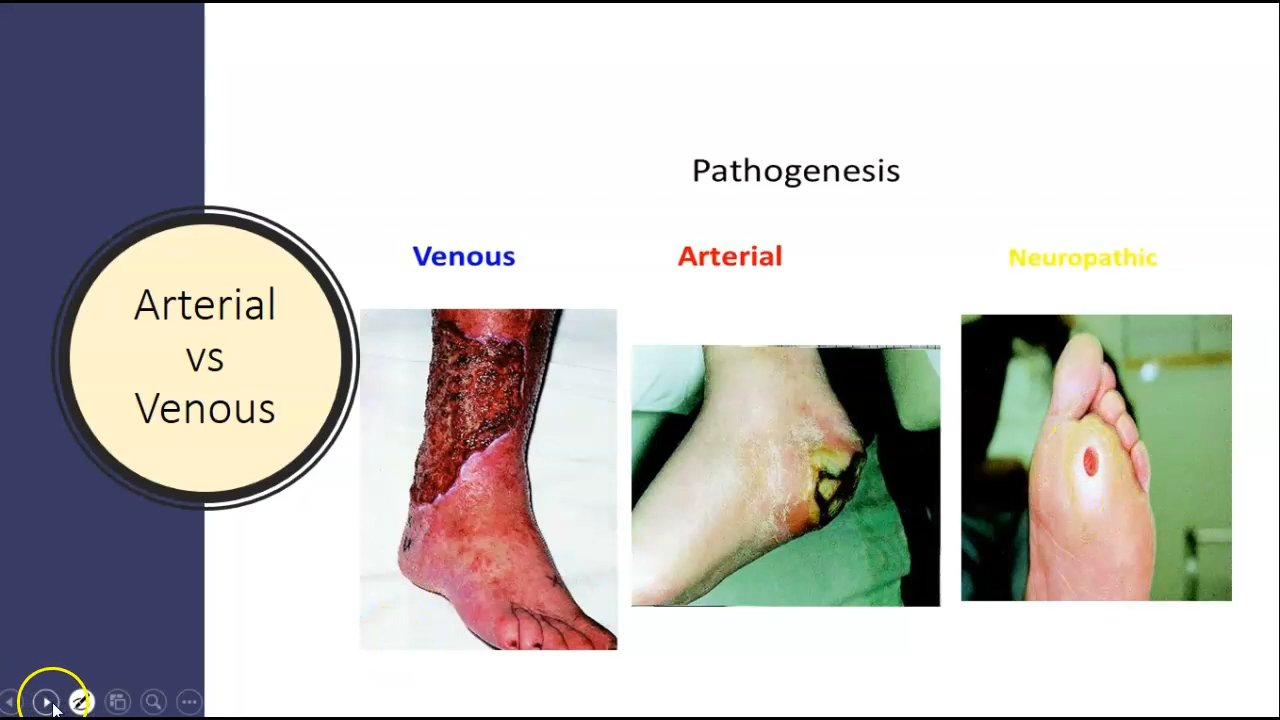 Pathogenesis
Venous
Arterial
Neuropathic
Arterial
vs
Venous